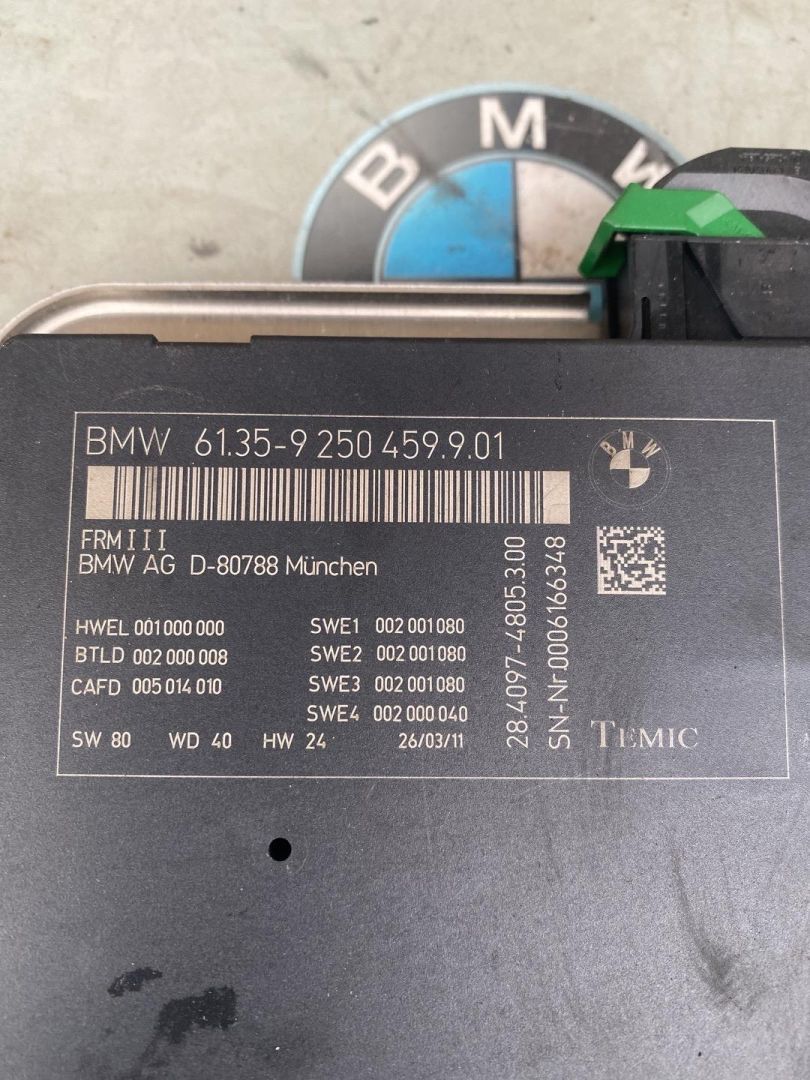 BMW
BMW 61.35-9 250 459.9.01
BMW
FRMIII
BMW AG D-80788 München
HWEL 001 000 000
BTLD 002 000 008
CAFD 005 014 010
SWE1 002 001 080
SWE2 002 001 080
SWE3 002 001 080
SWE4 002 000 040
SW 80 WD 40 HW 24 26/03/11
28.4097-4805.3.00
SN-Nr.0006166348
TEMIC